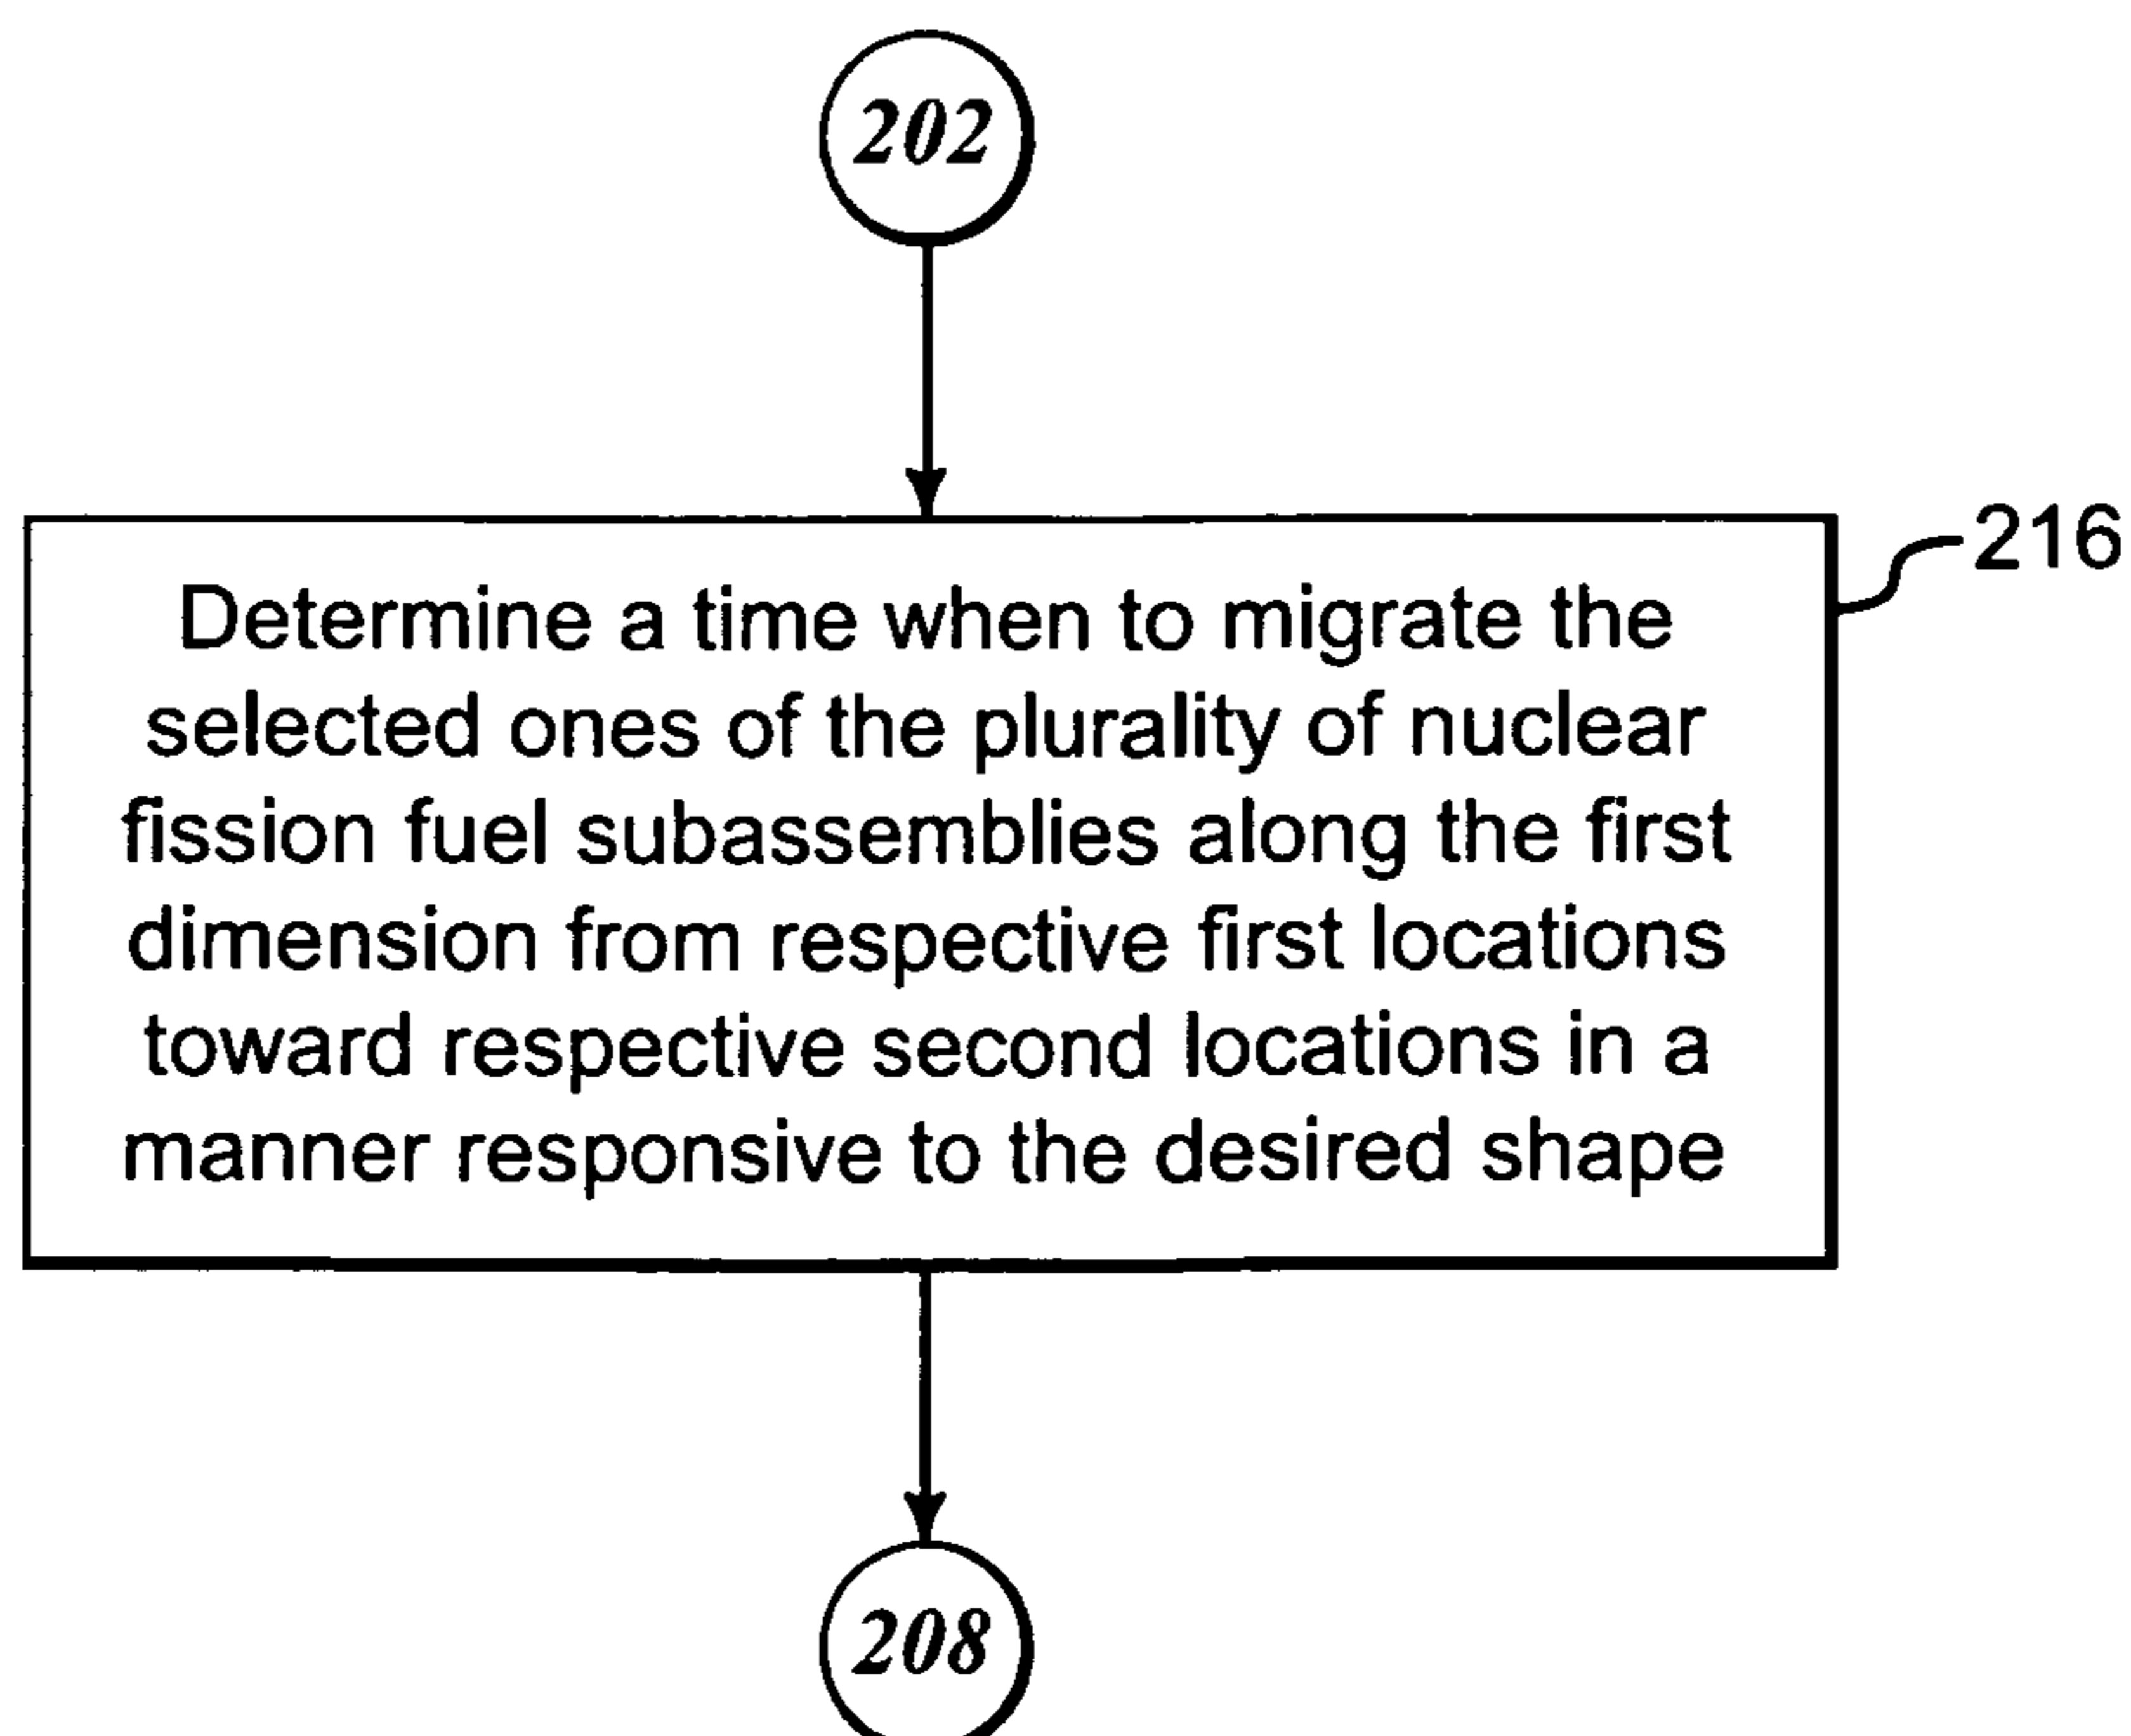 202
216
Determine a time when to migrate the
selected ones of the plurality of nuclear
fission fuel subassemblies along the first
dimension from respective first locations
toward respective second locations in a
manner responsive to the desired shape
208